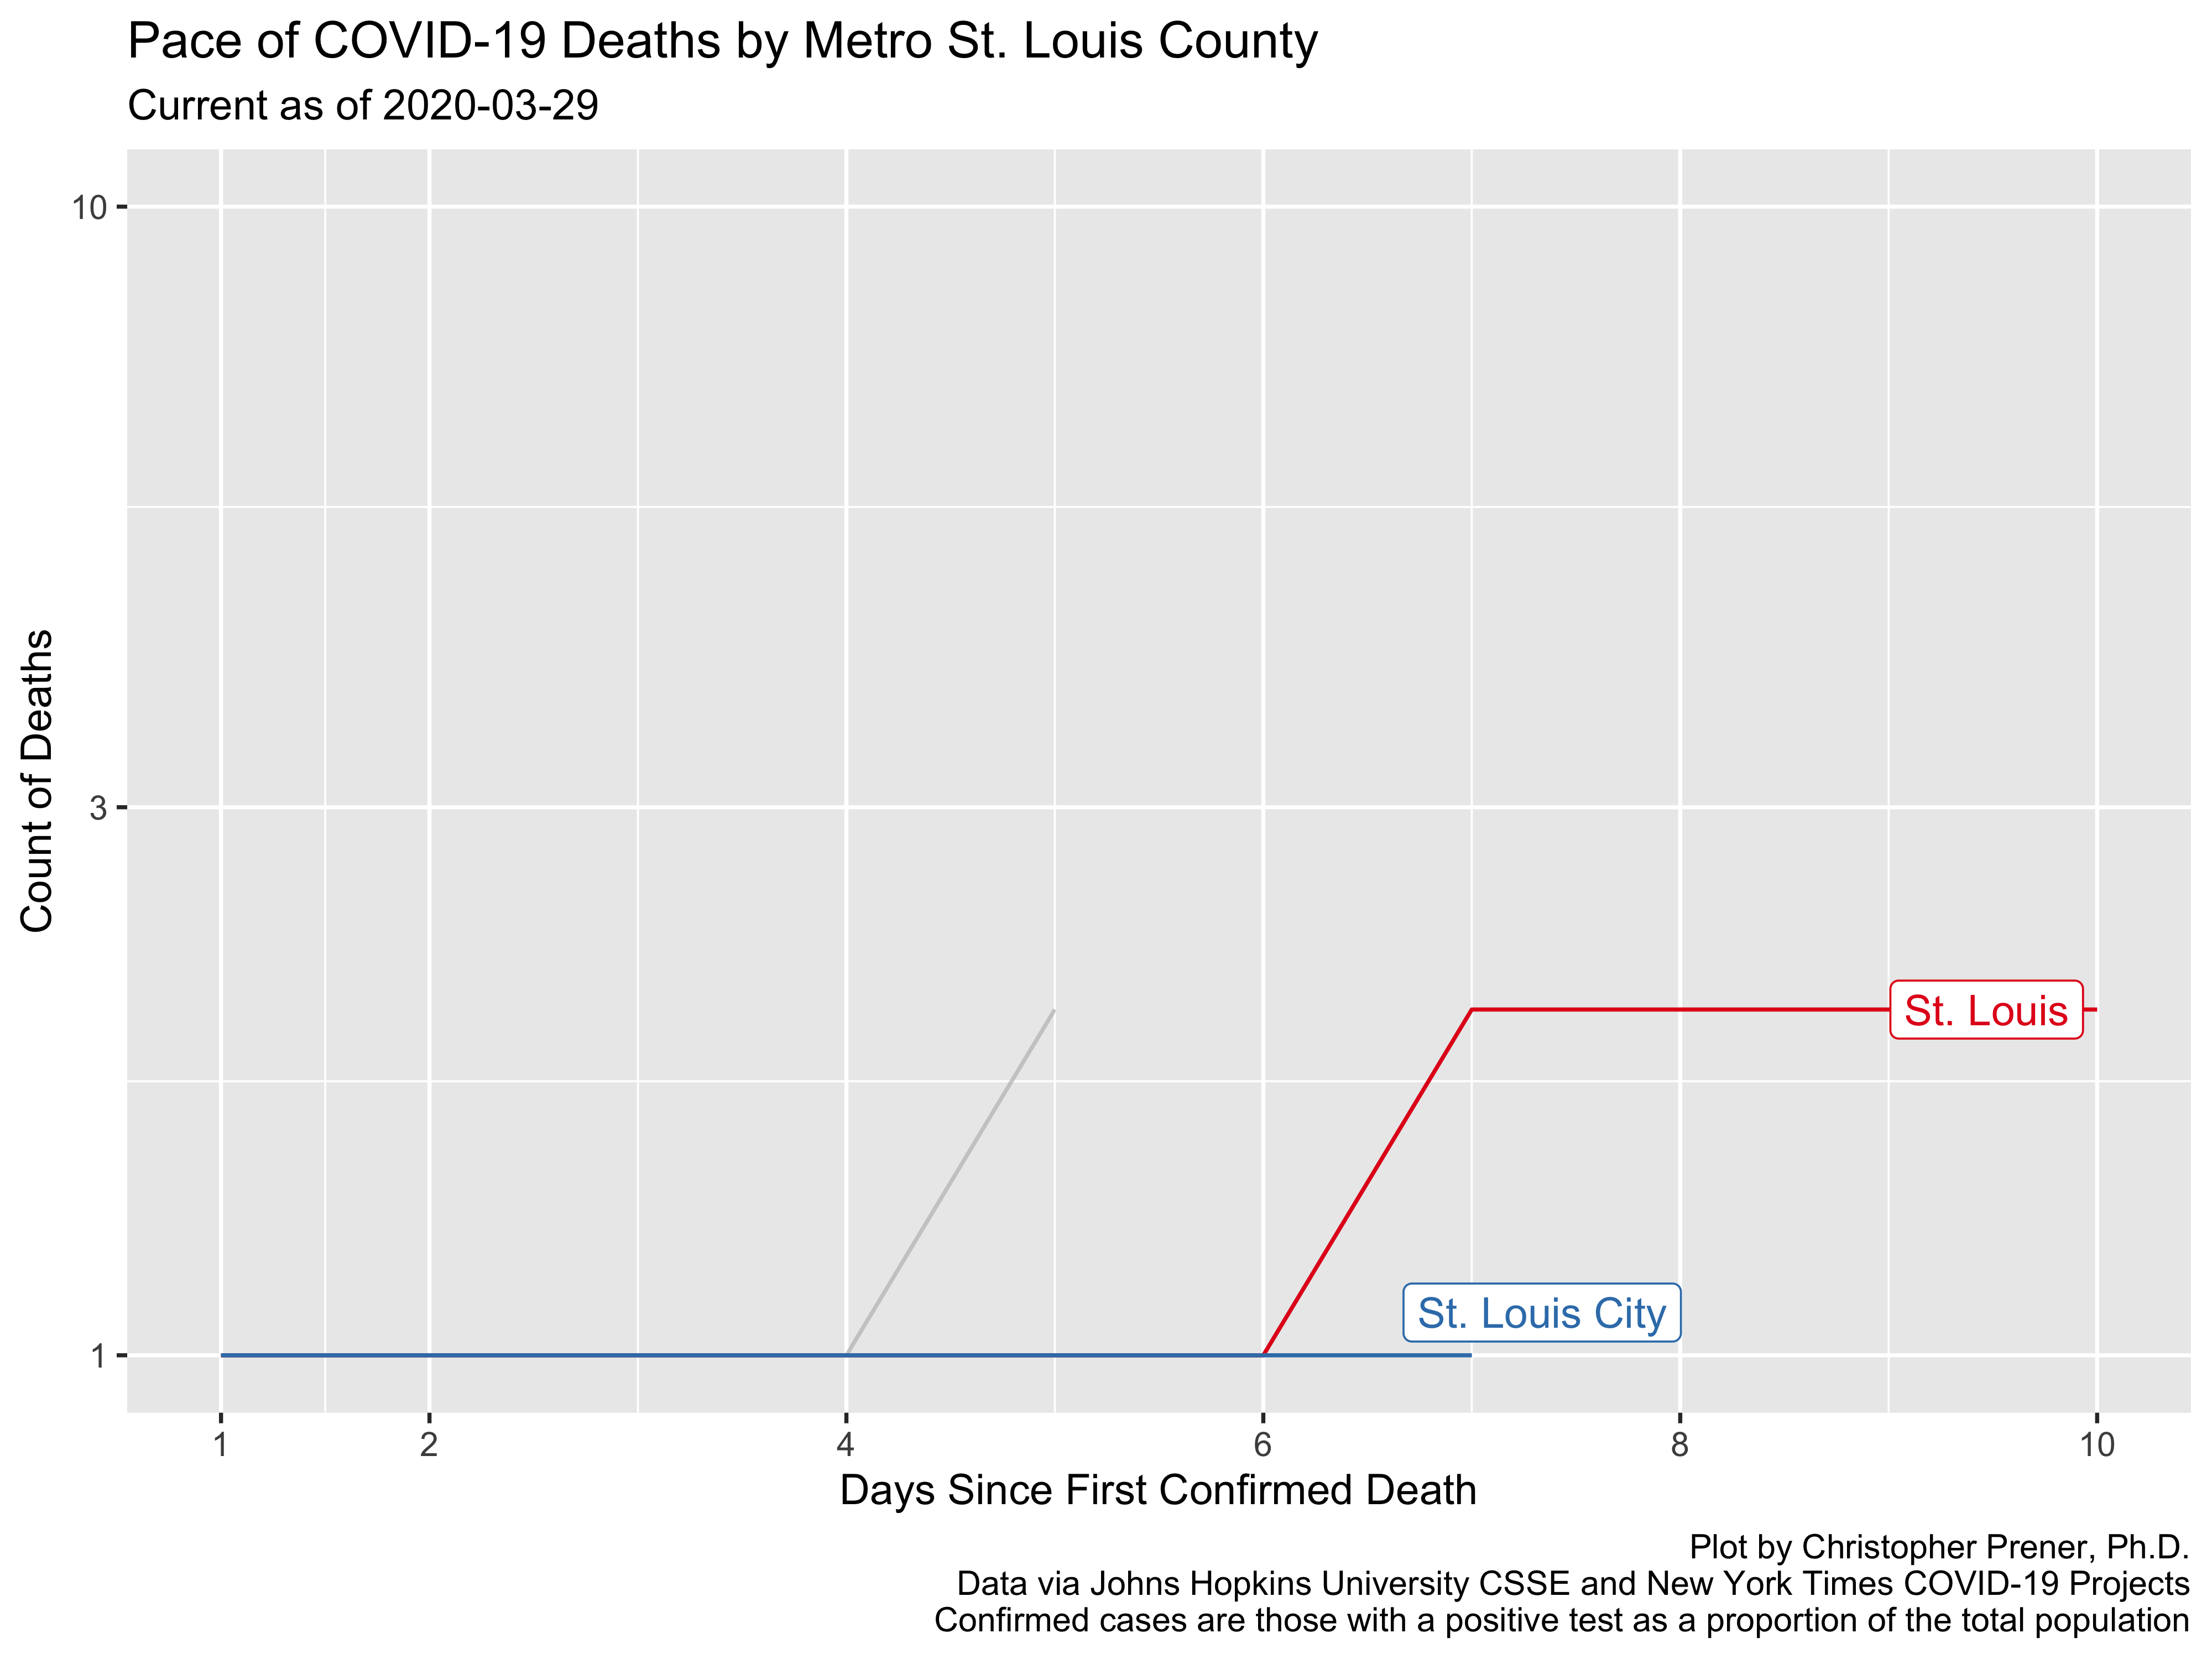 Pace of COVID-19 Deaths by Metro St. Louis County
Current as of 2020-03-29
10
3
1
Count of Deaths
St. Louis
St. Louis City
1 2 4 6 8 10
Days Since First Confirmed Death
Plot by Christopher Prener, Ph.D.
Data via Johns Hopkins University CSSE and New York Times COVID-19 Projects
Confirmed cases are those with a positive test as a proportion of the total population